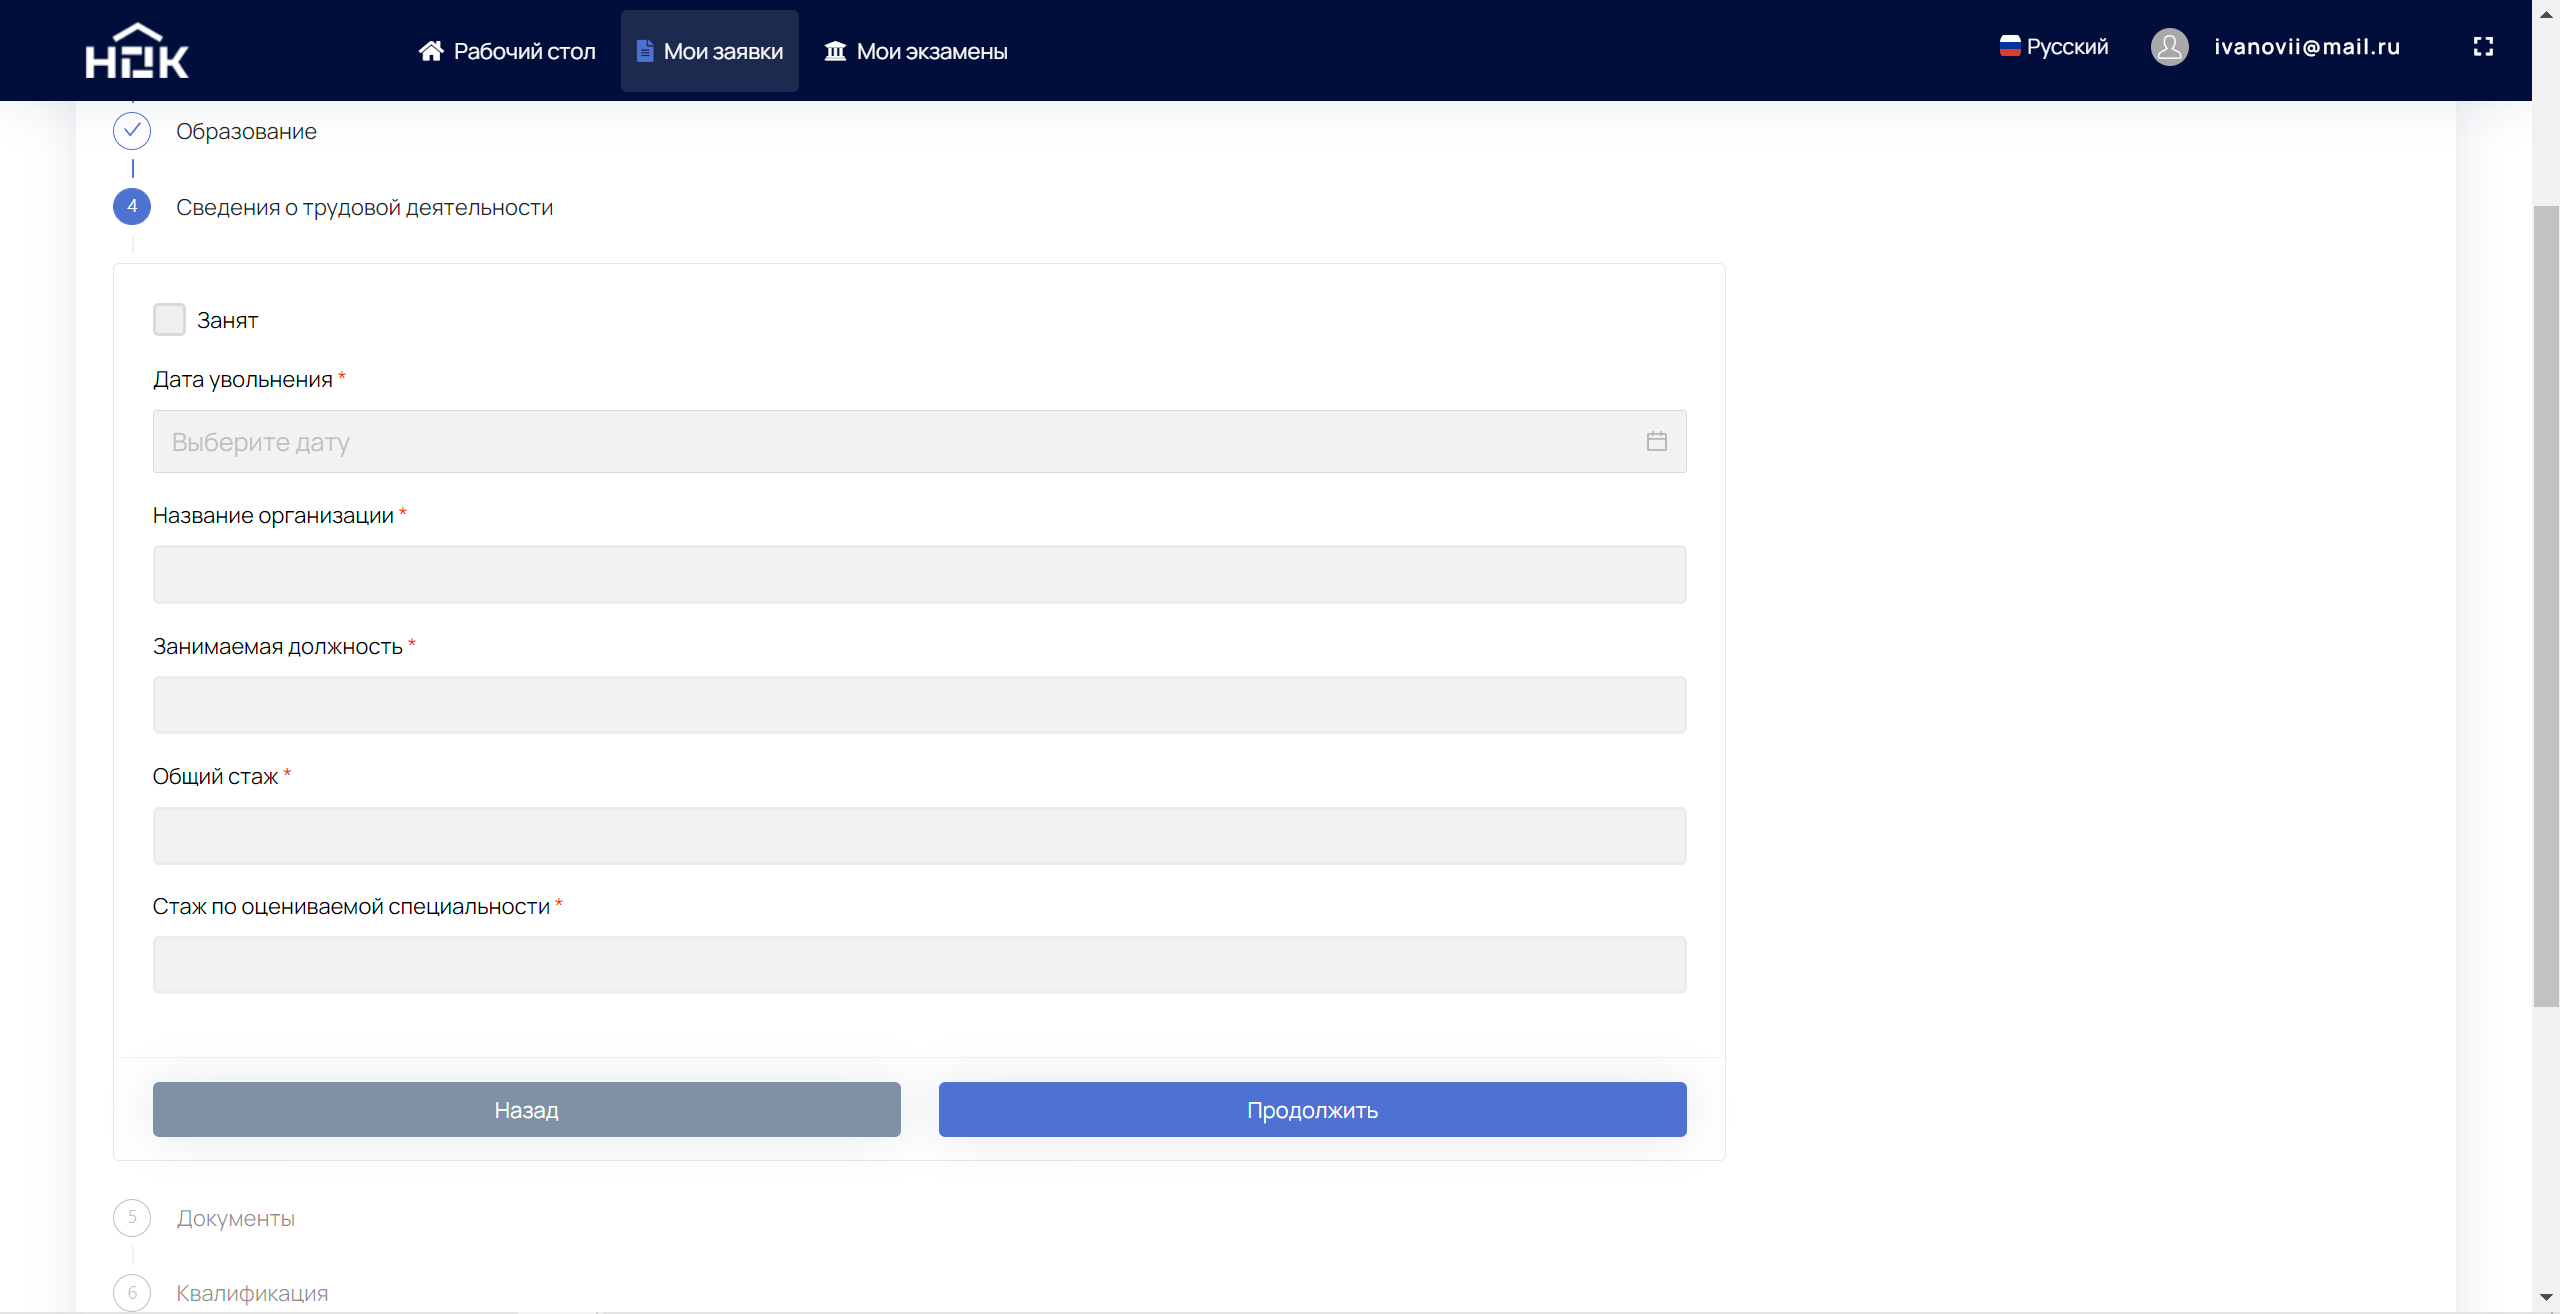 НОК
Рабочий стол
Мои заявки
Мои экзамены
Русский
ivanovii@mail.ru
Образование
4
Сведения о трудовой деятельности
Занят
Дата увольнения *
Выберите дату
Название организации *
Занимаемая должность *
Общий стаж *
Стаж по оцениваемой специальности *
Назад
Продолжить
5
Документы
6
Квалификация